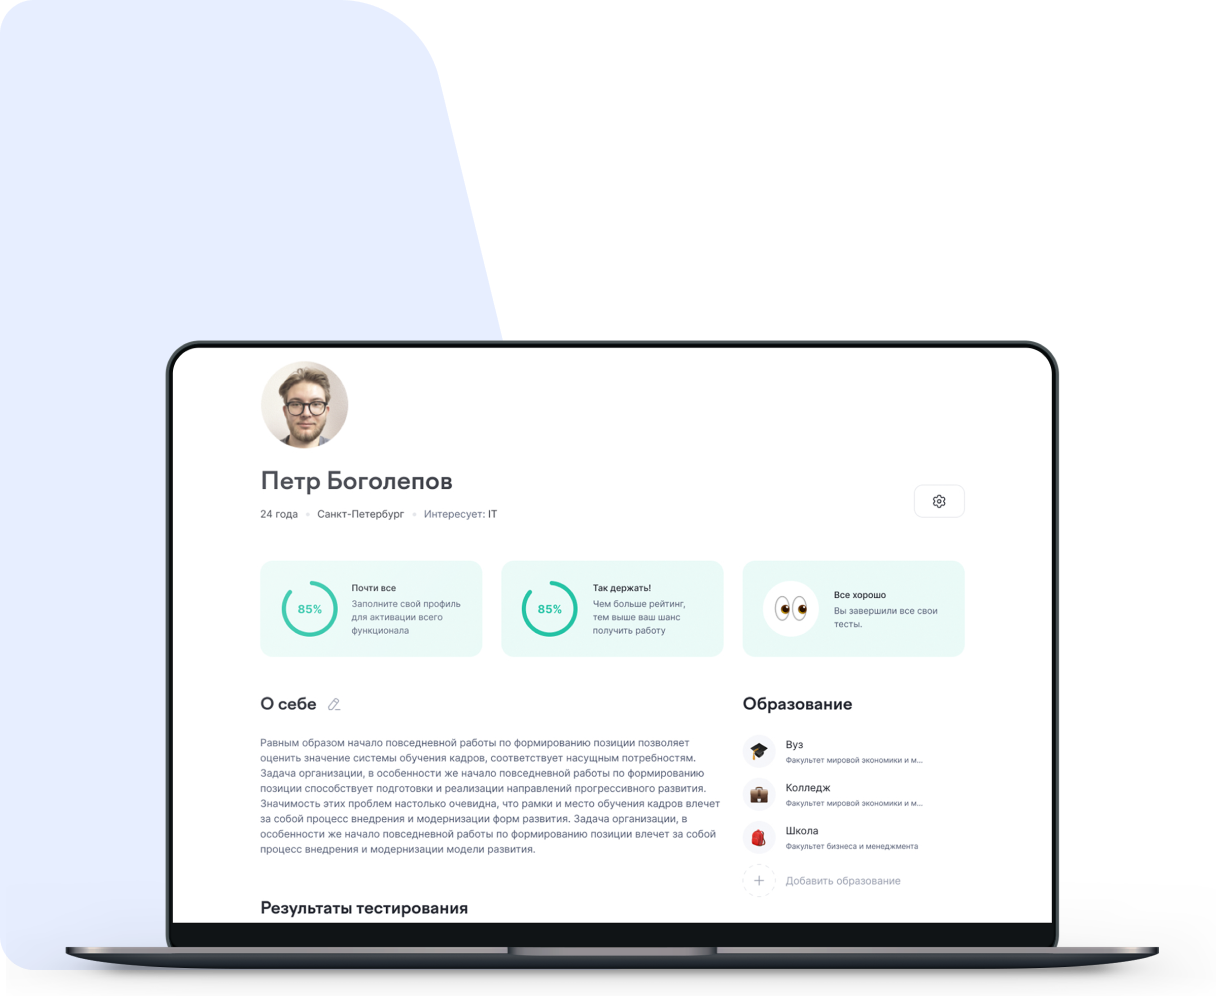 Петр Боголепов
24 года • Санкт-Петербург • Интересует: IT
85%
Почти все
Заполните свой профиль
для активации всего
функционала
85%
Так держать!
Чем больше рейтинг,
тем выше ваш шанс
получить работу
Все хорошо
Вы завершили все свои
тесты.
О себе
Равным образом начало повседневной работы по формированию позиции позволяет
оценить значение системы обучения кадров, соответствует насущным потребностям.
Задача организации, в особенности же начало повседневной работы по формированию
позиции способствует подготовки и реализации направлений прогрессивного развития.
Значимость этих проблем настолько очевидна, что рамки и место обучения кадров влечет
за собой процесс внедрения и модернизации форм развития. Задача организации, в
особенности же начало повседневной работы по формированию позиции влечет за собой
процесс внедрения и модернизации модели развития.
Образование
Вуз
Факультет мировой экономики и м...
Колледж
Факультет мировой экономики и м...
Школа
Факультет бизнеса и менеджмента
Добавить образование
Результаты тестирования